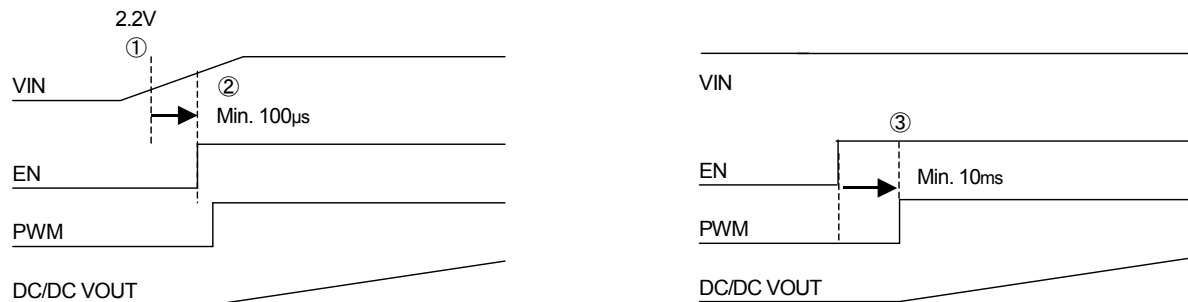 2.2V
①
VIN
②
Min. 100µs
EN
PWM
DC/DC VOUT
VIN
③
EN
Min. 10ms
PWM
DC/DC VOUT